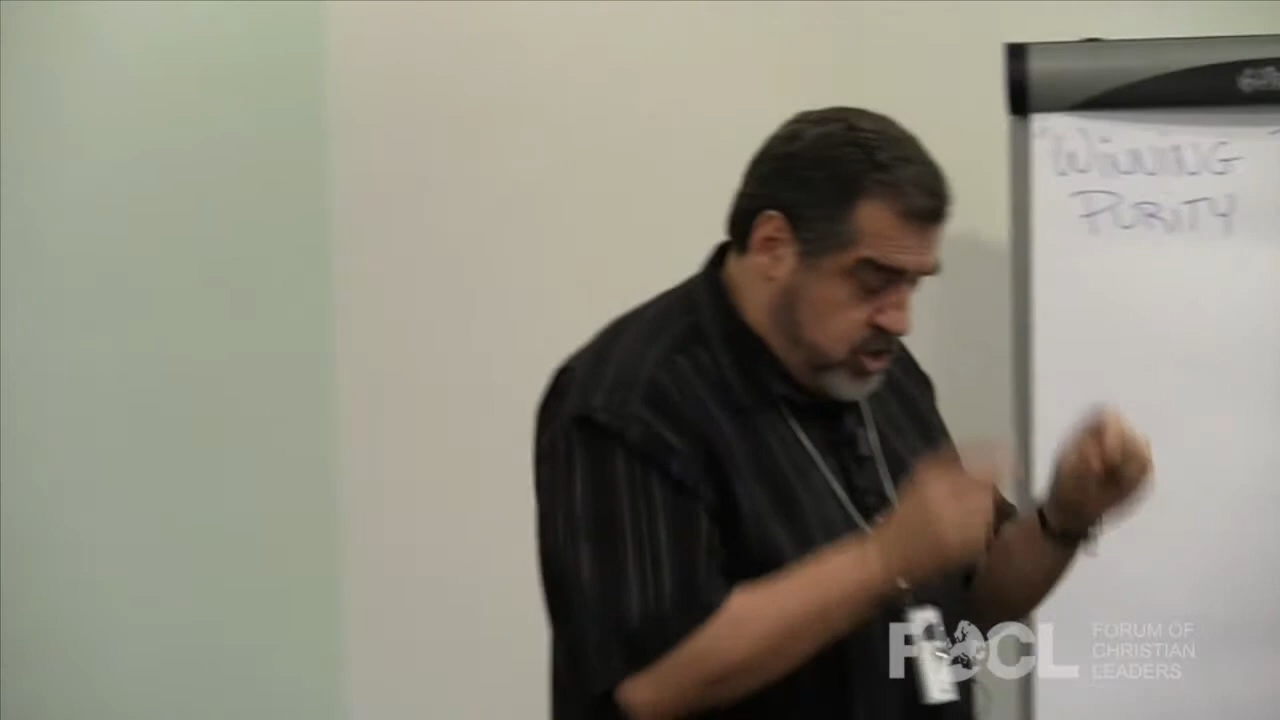 "WINNING
PURITY"
FOCL
FORUM OF
CHRISTIAN
LEADERS